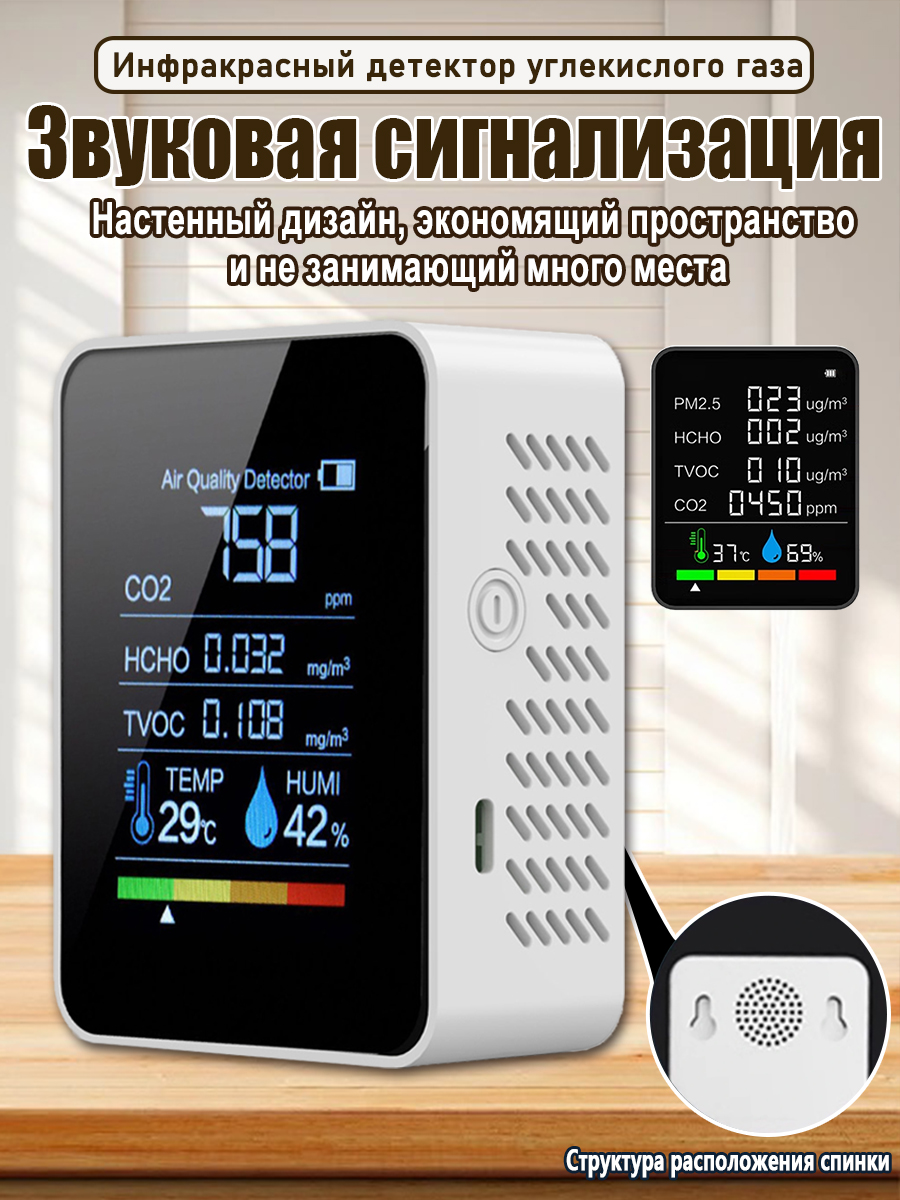 Инфракрасный детектор углекислого газа
Звуковая сигнализация
Настенный дизайн, экономящий пространство
и не занимающий много места
Air Quality Detector
758
CO2
ppm
HCHO 0.032 mg/m³
TVOC 0.108 mg/m³
TEMP
29°C
HUMI
42%
PM2.5 023 ug/m³
HCHO 002 ug/m³
TVOC 010 ug/m³
CO2 0450 ppm
37°C 69%
Структура расположения спинки